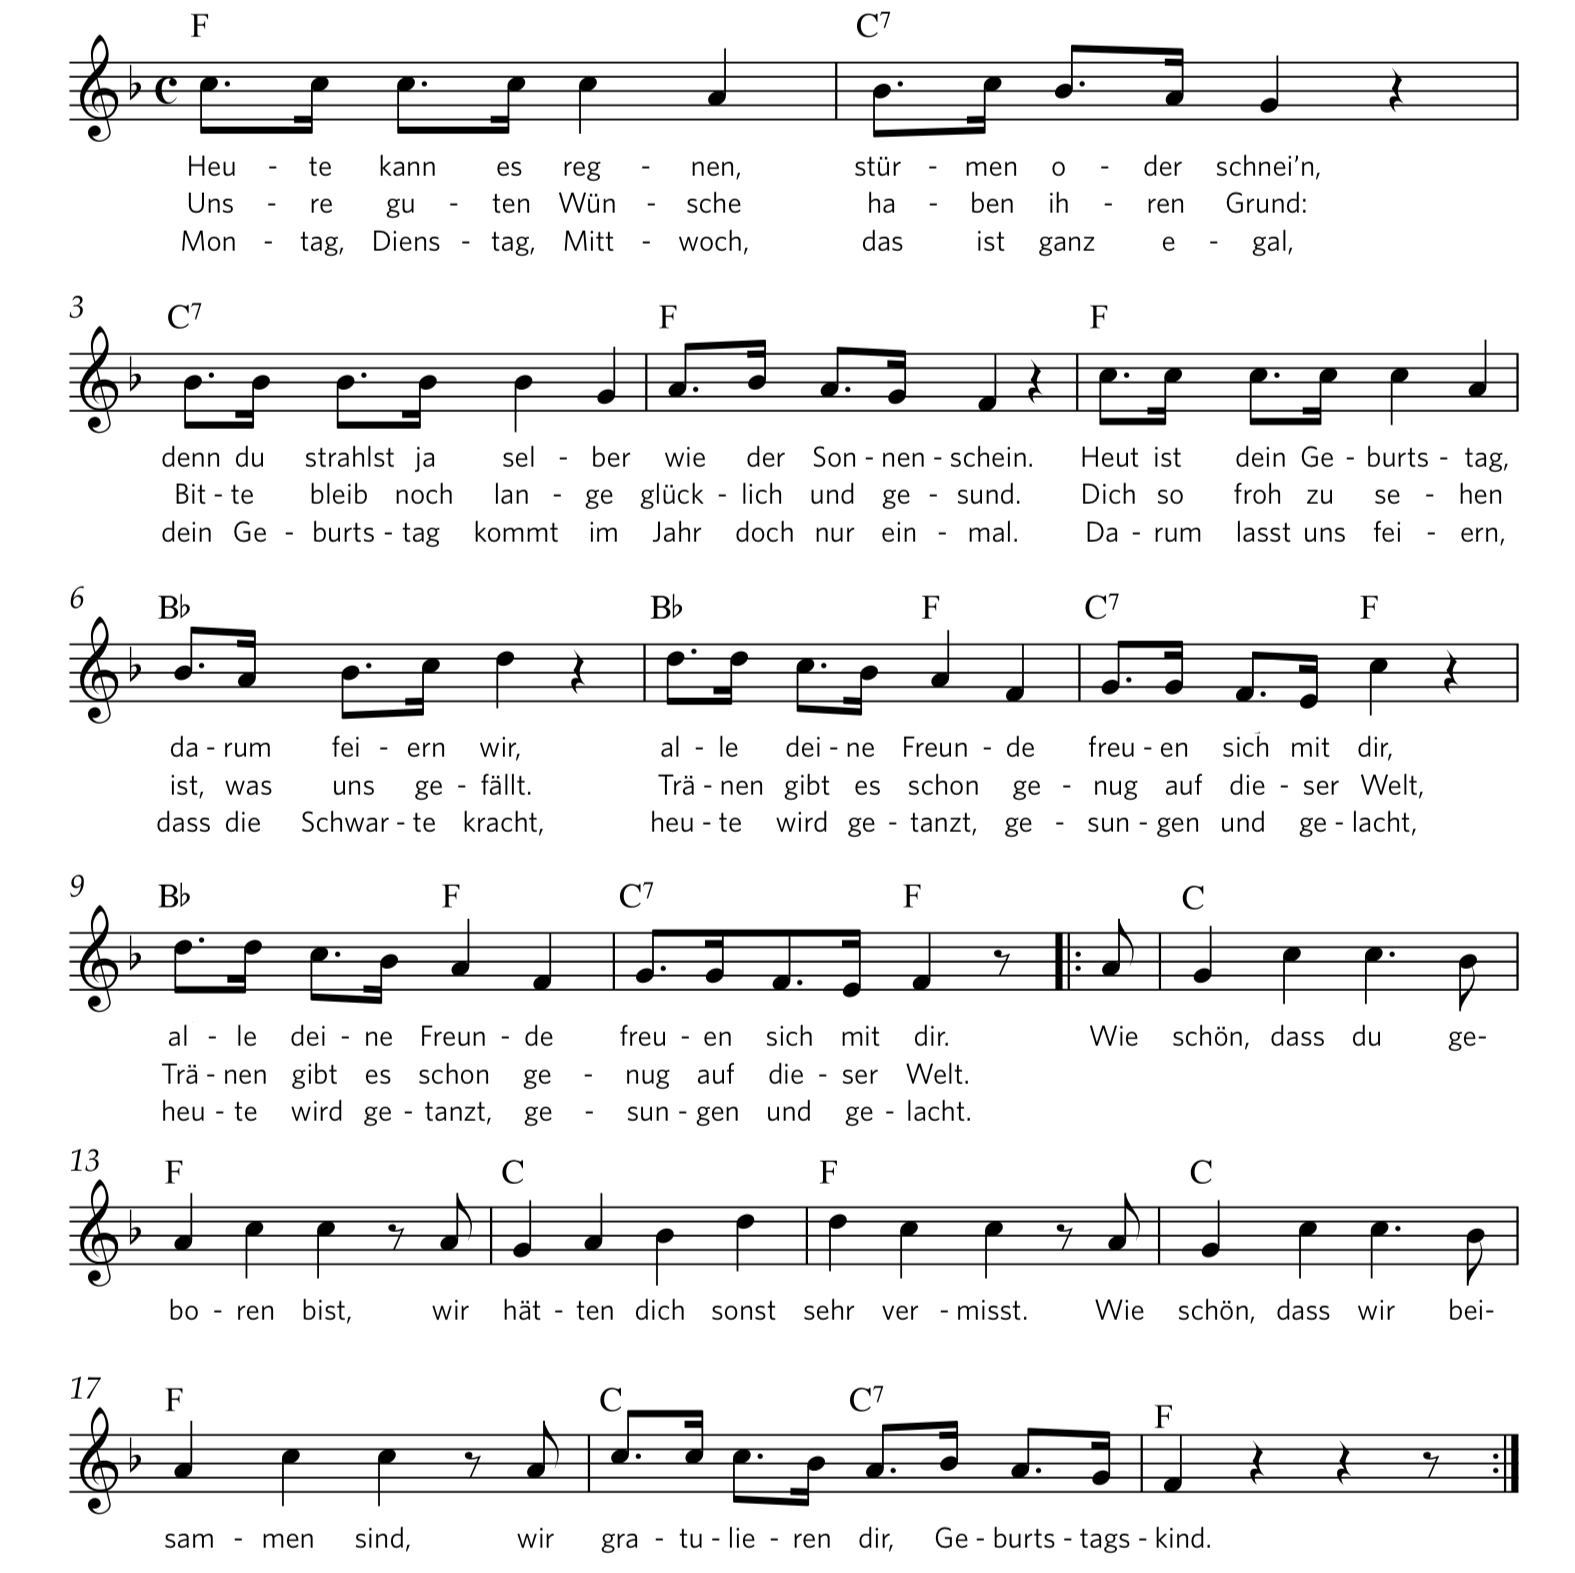 F C7
Heu - te kann es reg - nen, stür - men o - der schnei’n,
Uns - re gu - ten Wün - sche ha - ben ih - ren Grund:
Mon - tag, Diens - tag, Mitt - woch, das ist ganz e - gal,
3 C7 F F
denn du strahlst ja sel - ber wie der Son - nen - schein. Heut ist dein Ge - burts - tag,
Bit - te bleib noch lan - ge glück - lich und ge - sund. Dich so froh zu se - hen
dein Ge - burts - tag kommt im Jahr doch nur ein - mal. Da - rum lasst uns fei - ern,
6 B♭ B♭ F C7 F
da - rum fei - ern wir, al - le dei - ne Freun - de freu - en sich mit dir,
ist, was uns ge - fällt. Trä - nen gibt es schon ge - nug auf die - ser Welt,
dass die Schwar - te kracht, heu - te wird ge - tanzt, ge - sun - gen und ge - lacht,
9 B♭ F C7 F C
al - le dei - ne Freun - de freu - en sich mit dir. Wie schön, dass du ge-
Trä - nen gibt es schon ge - nug auf die - ser Welt.
heu - te wird ge - tanzt, ge - sun - gen und ge - lacht.
13 F C F C
bo - ren bist, wir hät - ten dich sonst sehr ver - misst. Wie schön, dass wir bei-
17 F C C7 F
sam - men sind, wir gra - tu - lie - ren dir, Ge - burts - tags - kind.